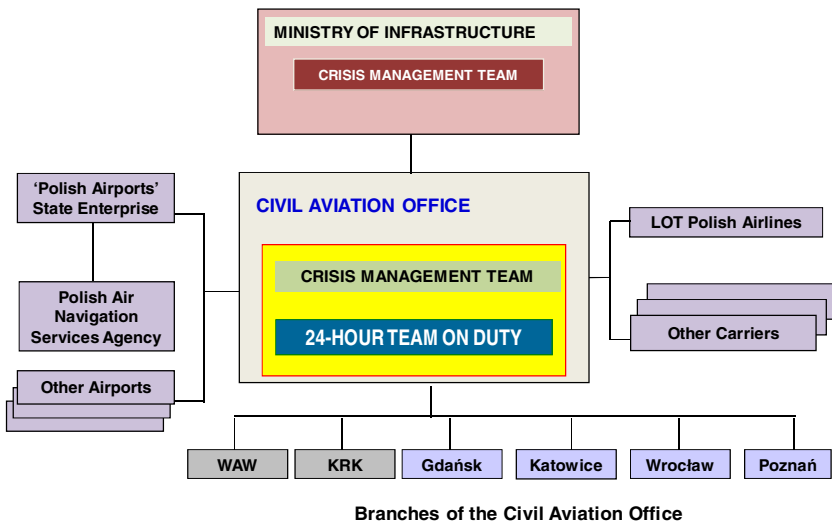 MINISTRY OF INFRASTRUCTURE
CRISIS MANAGEMENT TEAM
‘Polish Airports’
State Enterprise
Polish Air
Navigation
Services Agency
Other Airports
CIVIL AVIATION OFFICE
CRISIS MANAGEMENT TEAM
24-HOUR TEAM ON DUTY
LOT Polish Airlines
Other Carriers
WAW
KRK
Gdańsk
Katowice
Wrocław
Poznań
Branches of the Civil Aviation Office